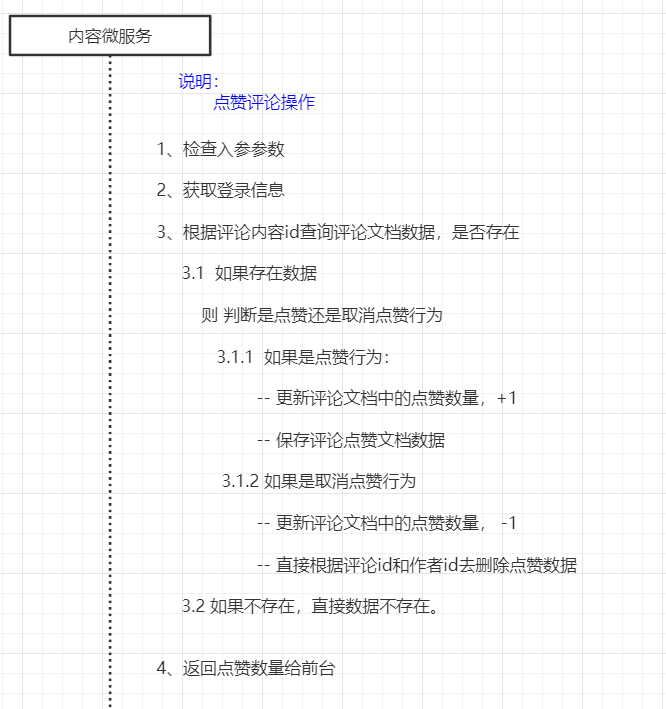 内容微服务
说明：
点赞评论操作
1、检查入参参数
2、获取登录信息
3、根据评论内容id查询评论文档数据，是否存在
3.1 如果存在数据
则 判断是点赞还是取消点赞行为
3.1.1 如果是点赞行为：
-- 更新评论文档中的点赞数量，+1
-- 保存评论点赞文档数据
3.1.2 如果是取消点赞行为
-- 更新评论文档中的点赞数量， -1
-- 直接根据评论id和作者id去删除点赞数据
3.2 如果不存在，直接数据不存在。
4、返回点赞数量给前台